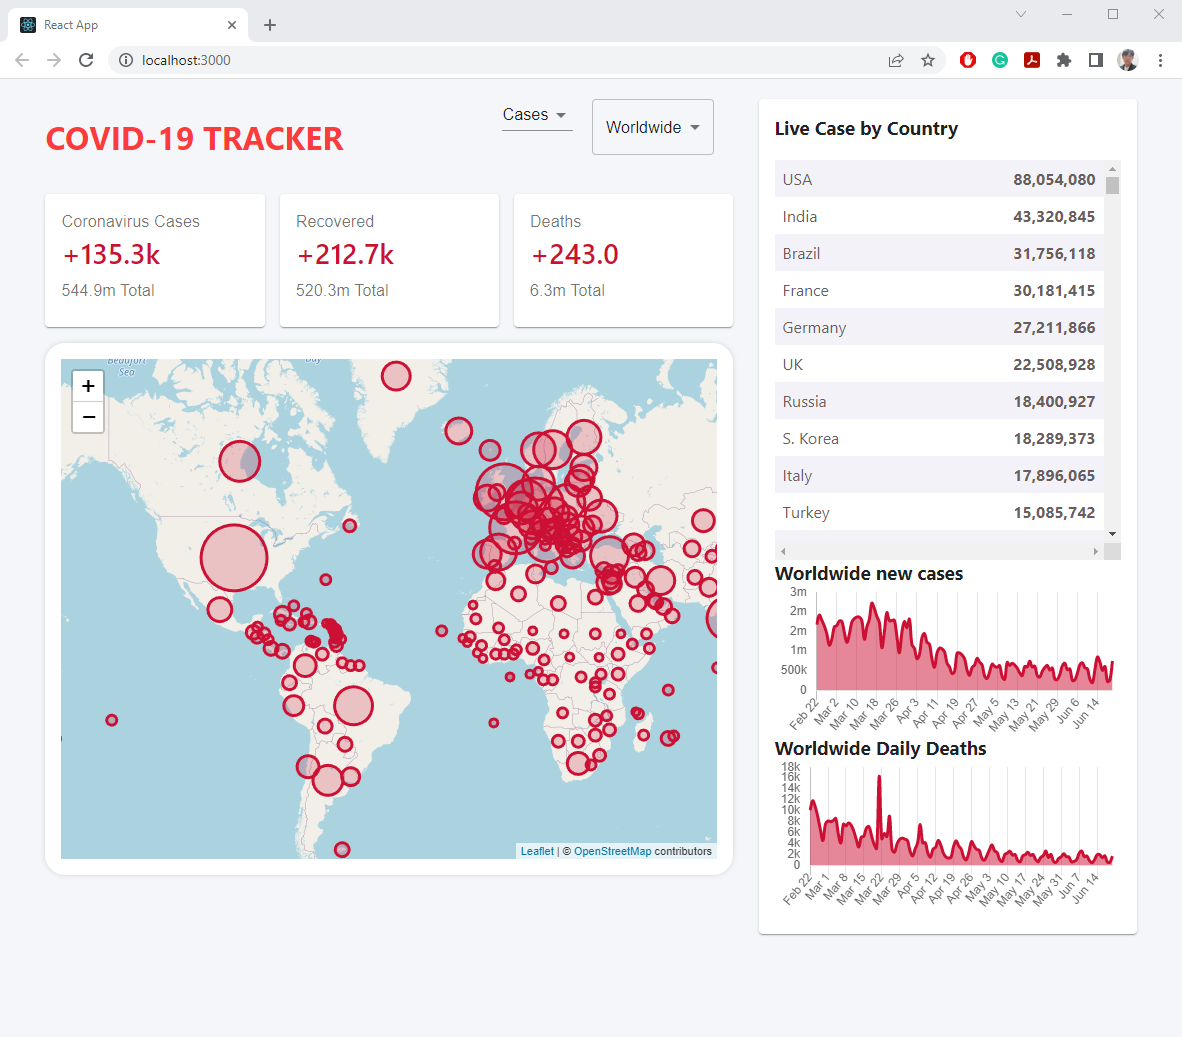 React App
localhost:3000
COVID-19 TRACKER
Cases
Worldwide
Coronavirus Cases
+135.3k
544.9m Total
Recovered
+212.7k
520.3m Total
Deaths
+243.0
6.3m Total
Beaufort
Sea
Bay
+
−
Leaflet | © OpenStreetMap contributors
Live Case by Country
USA 88,054,080
India 43,320,845
Brazil 31,756,118
France 30,181,415
Germany 27,211,866
UK 22,508,928
Russia 18,400,927
S. Korea 18,289,373
Italy 17,896,065
Turkey 15,085,742
Worldwide new cases
3m
2m
2m
1m
500k
0
Feb 22 Mar 2 Mar 10 Mar 18 Mar 26 Apr 3 Apr 11 Apr 19 Apr 27 May 5 May 13 May 21 May 29 Jun 6 Jun 14
Worldwide Daily Deaths
18k
16k
14k
12k
10k
8k
6k
4k
2k
0
Feb 22 Mar 1 Mar 8 Mar 15 Mar 22 Mar 29 Apr 5 Apr 12 Apr 19 Apr 26 May 3 May 10 May 17 May 24 May 31 Jun 7 Jun 14